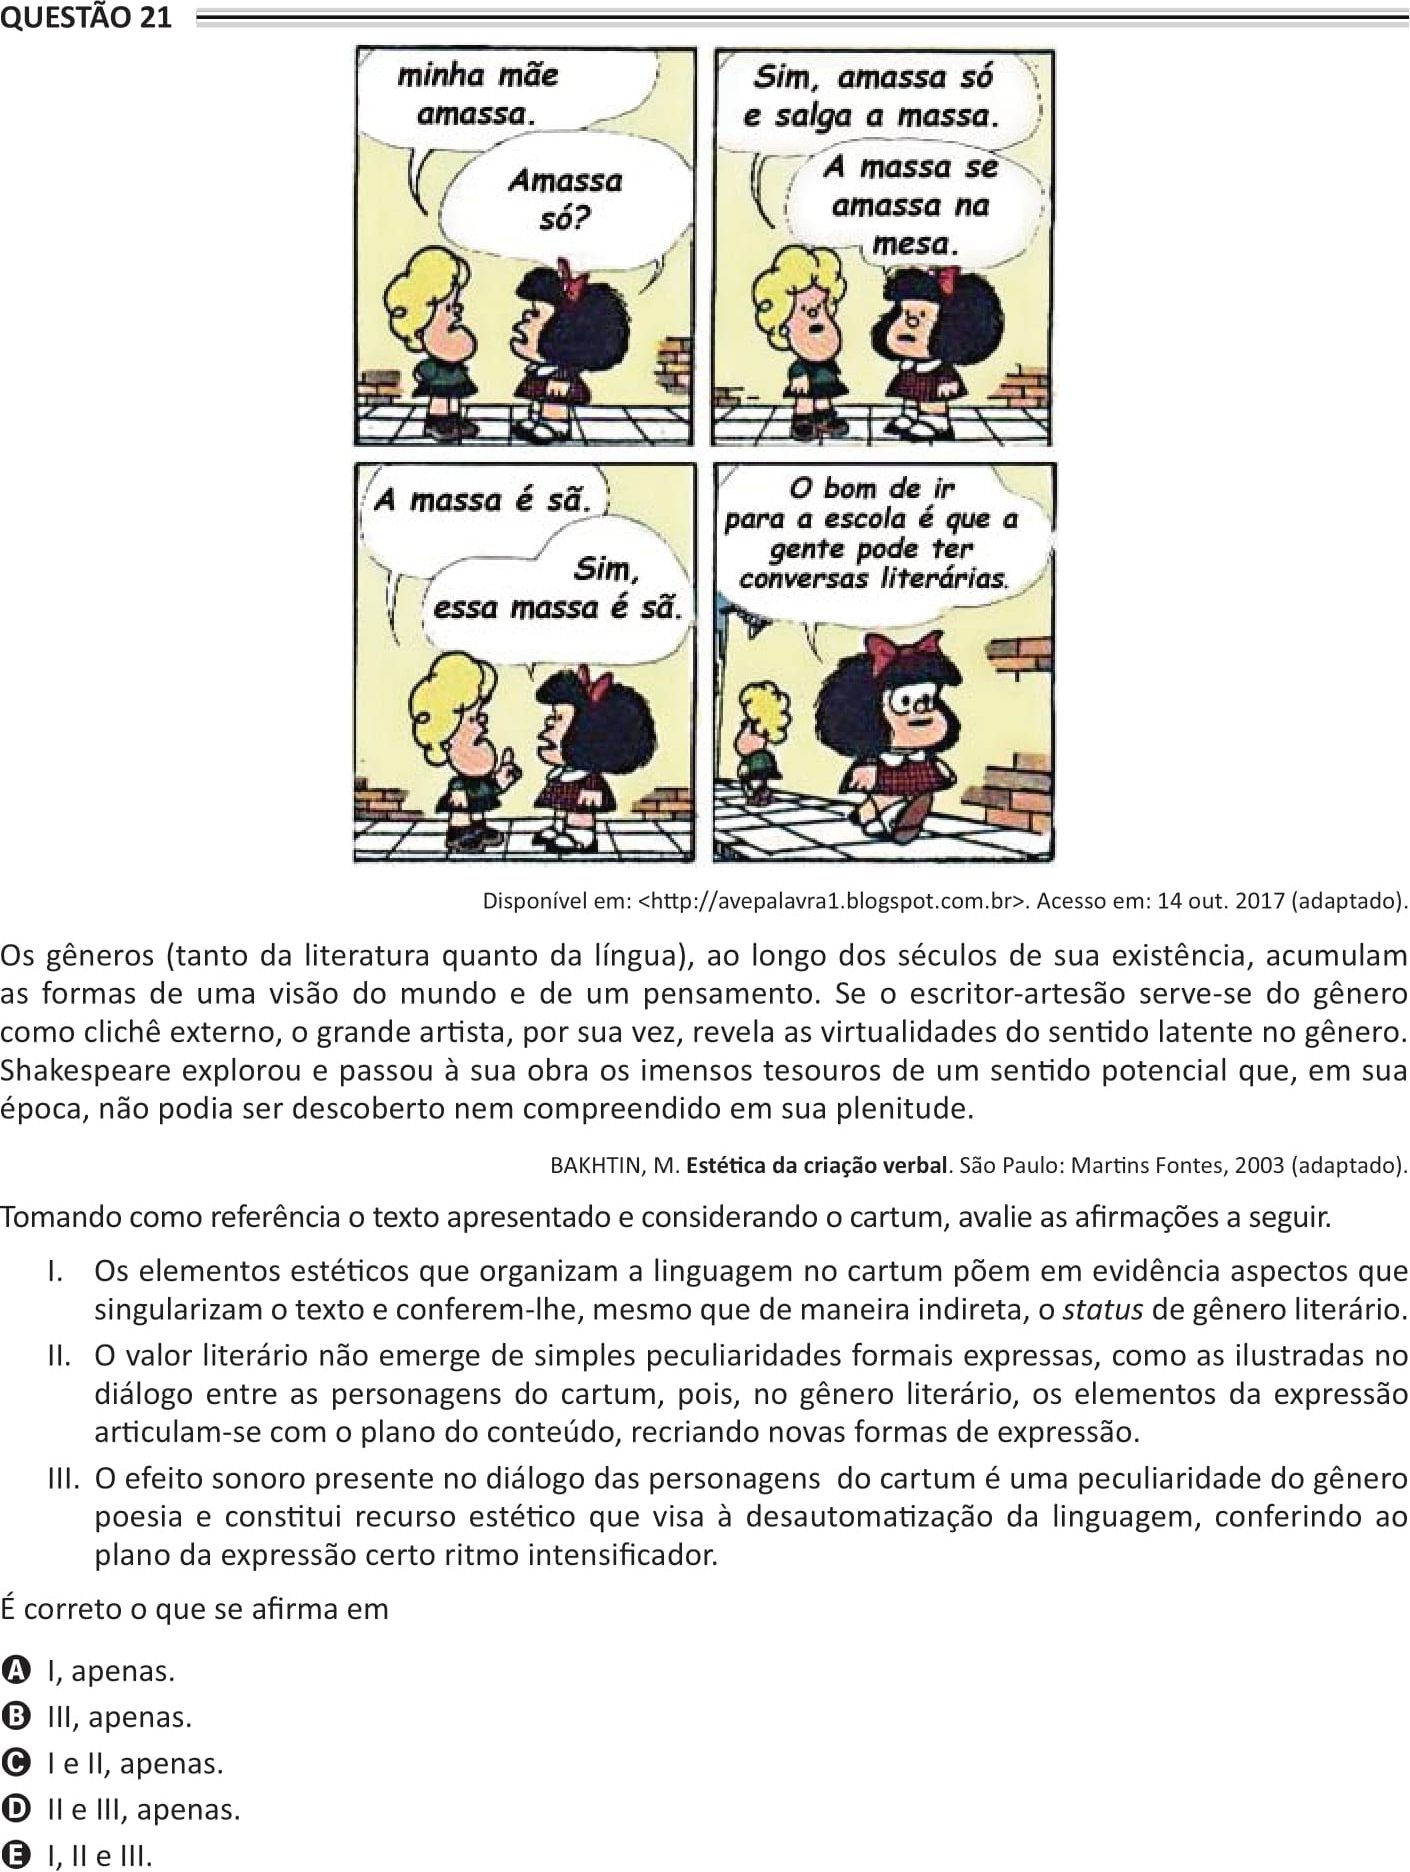 QUESTÃO 21
minha mãe
amassa.
Amassa
só?
Sim, amassa só
e salga a massa.
A massa se
amassa na
mesa.
A massa é sã.
Sim,
essa massa é sã.
O bom de ir
para a escola é que a
gente pode ter
conversas literárias.
Disponível em: <http://avepalavra1.blogspot.com.br>. Acesso em: 14 out. 2017 (adaptado).
Os gêneros (tanto da literatura quanto da língua), ao longo dos séculos de sua existência, acumulam
as formas de uma visão do mundo e de um pensamento. Se o escritor-artesão serve-se do gênero
como clichê externo, o grande artista, por sua vez, revela as virtualidades do sentido latente no gênero.
Shakespeare explorou e passou à sua obra os imensos tesouros de um sentido potencial que, em sua
época, não podia ser descoberto nem compreendido em sua plenitude.
BAKHTIN, M. Estética da criação verbal. São Paulo: Martins Fontes, 2003 (adaptado).
Tomando como referência o texto apresentado e considerando o cartum, avalie as afirmações a seguir.
I. Os elementos estéticos que organizam a linguagem no cartum põem em evidência aspectos que
singularizam o texto e conferem-lhe, mesmo que de maneira indireta, o status de gênero literário.
II. O valor literário não emerge de simples peculiaridades formais expressas, como as ilustradas no
diálogo entre as personagens do cartum, pois, no gênero literário, os elementos da expressão
articulam-se com o plano do conteúdo, recriando novas formas de expressão.
III. O efeito sonoro presente no diálogo das personagens do cartum é uma peculiaridade do gênero
poesia e constitui recurso estético que visa à desautomatização da linguagem, conferindo ao
plano da expressão certo ritmo intensificador.
É correto o que se afirma em
A I, apenas.
B III, apenas.
C I e II, apenas.
D II e III, apenas.
E I, II e III.